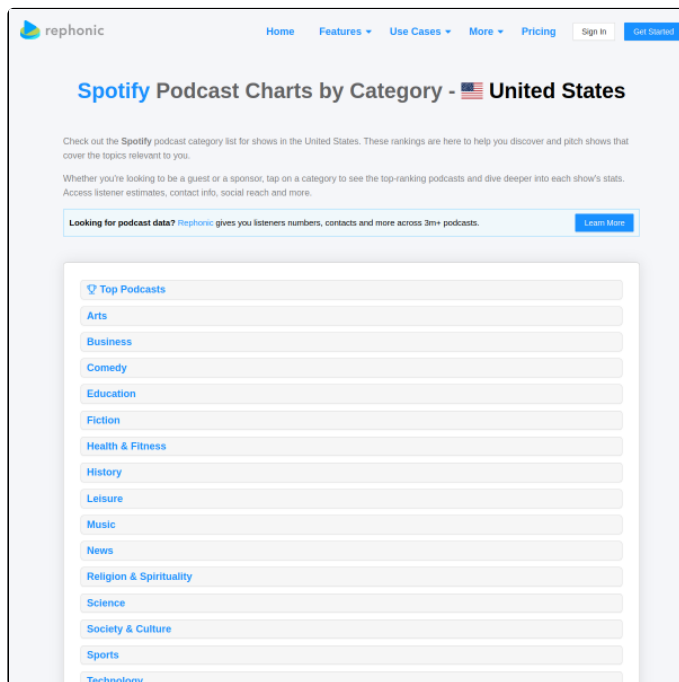 rephonic
Home Features Use Cases More Pricing Sign In Get Started
Spotify Podcast Charts by Category - United States
Check out the Spotify podcast category list for shows in the United States. These rankings are here to help you discover and pitch shows that
cover the topics relevant to you.
Whether you're looking to be a guest or a sponsor, tap on a category to see the top-ranking podcasts and dive deeper into each show's stats.
Access listener estimates, contact info, social reach and more.
Looking for podcast data? Rephonic gives you listeners numbers, contacts and more across 3m+ podcasts. Learn More
Top Podcasts
Arts
Business
Comedy
Education
Fiction
Health & Fitness
History
Leisure
Music
News
Religion & Spirituality
Science
Society & Culture
Sports
Technology